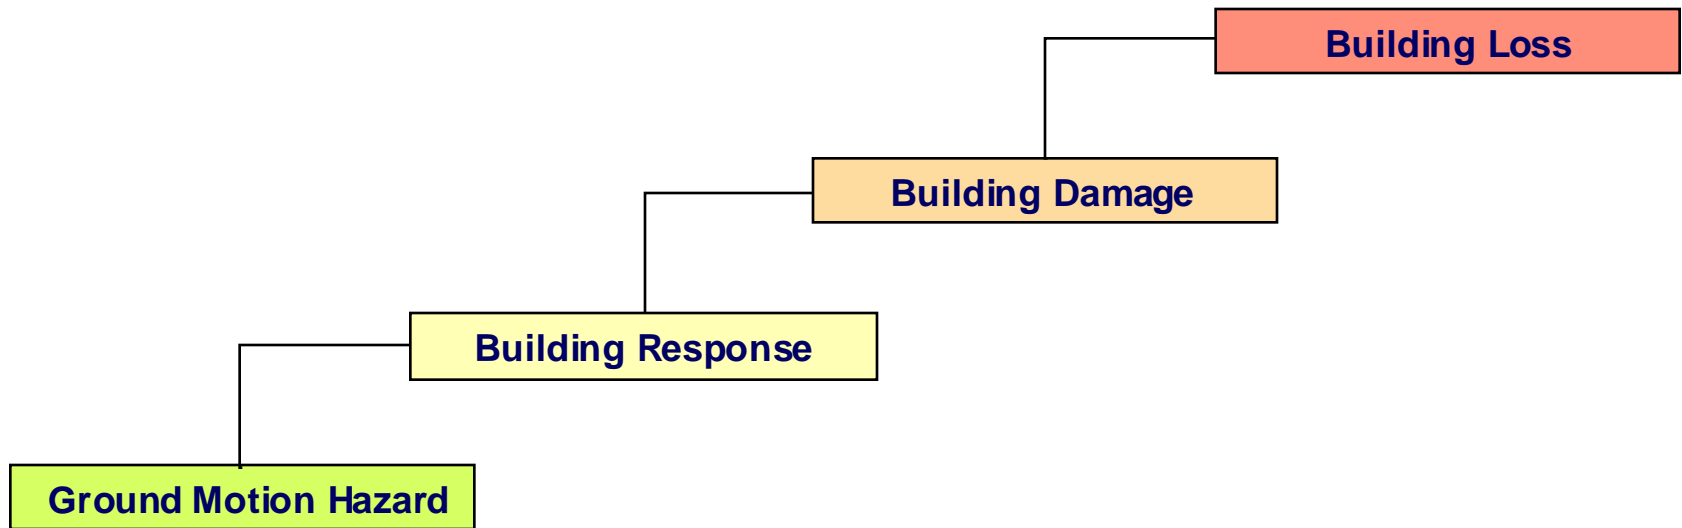 Building Loss
Building Damage
Building Response
Ground Motion Hazard